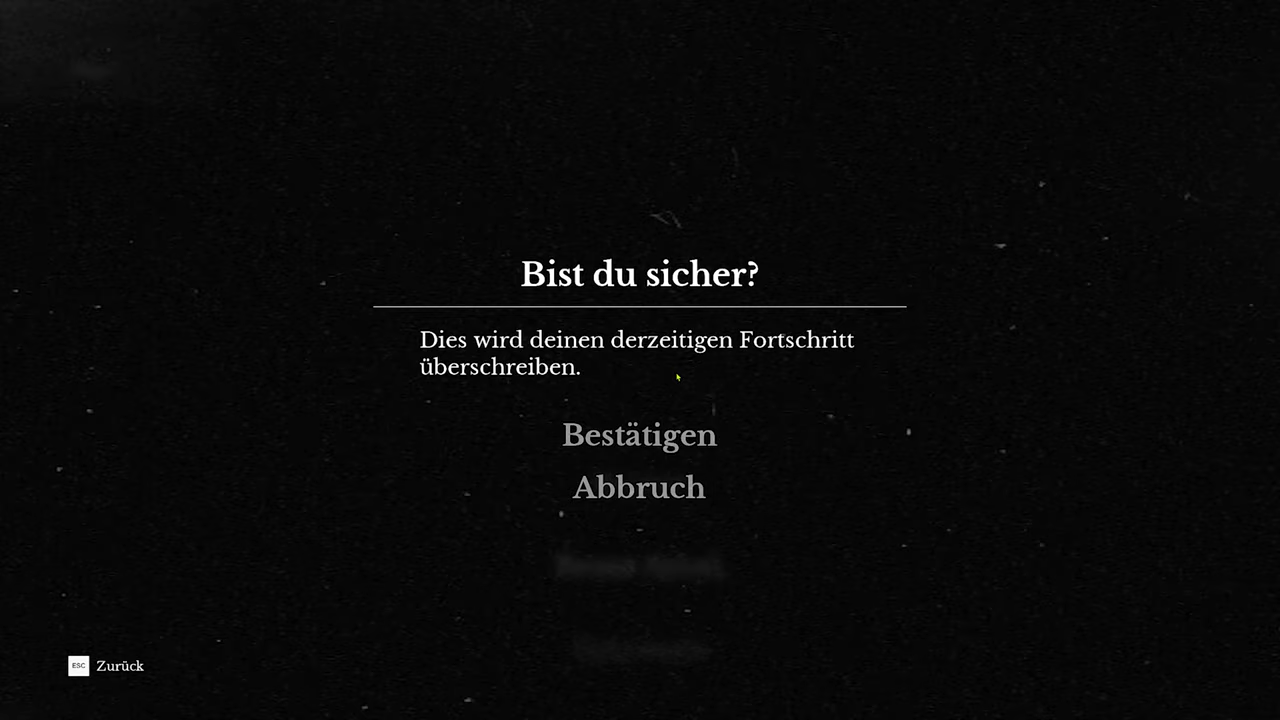 Bist du sicher?
Dies wird deinen derzeitigen Fortschritt
überschreiben.
Bestätigen
Abbruch
ESC Zurück